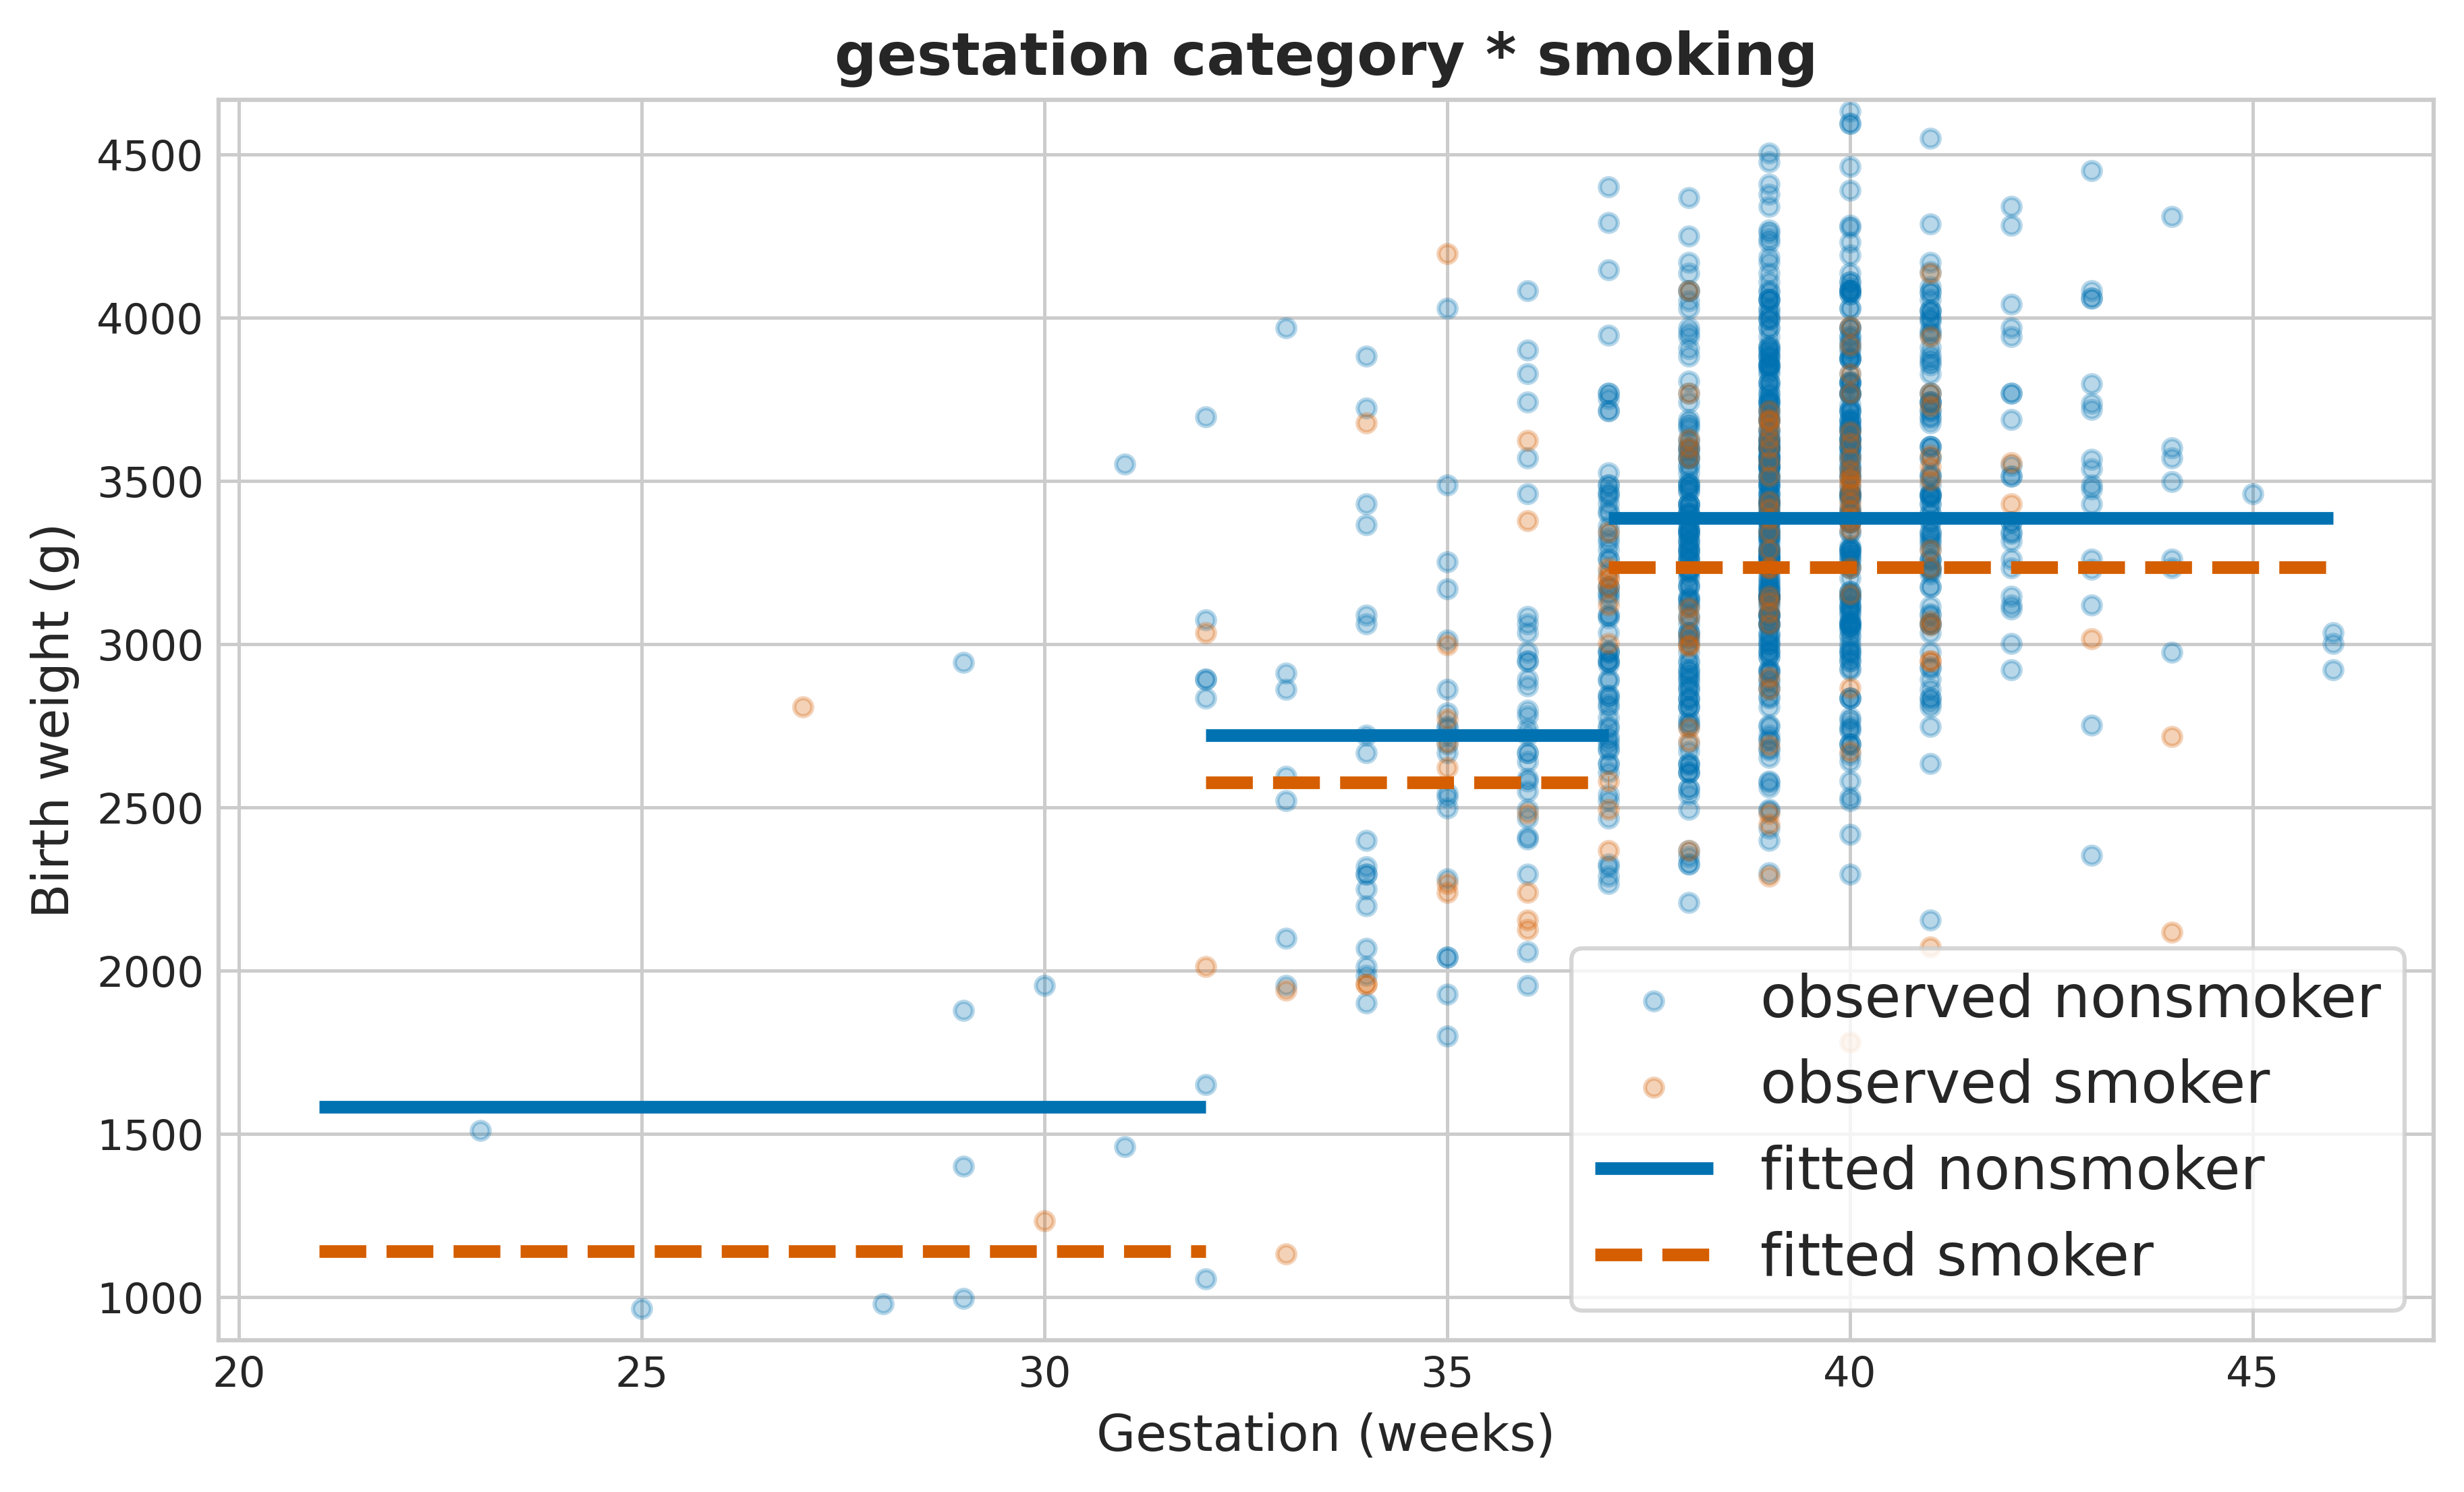 gestation category * smoking
4500
4000
3500
3000
2500
2000
1500
1000
Birth weight (g)
observed nonsmoker
observed smoker
fitted nonsmoker
fitted smoker
20 25 30 35 40 45
Gestation (weeks)